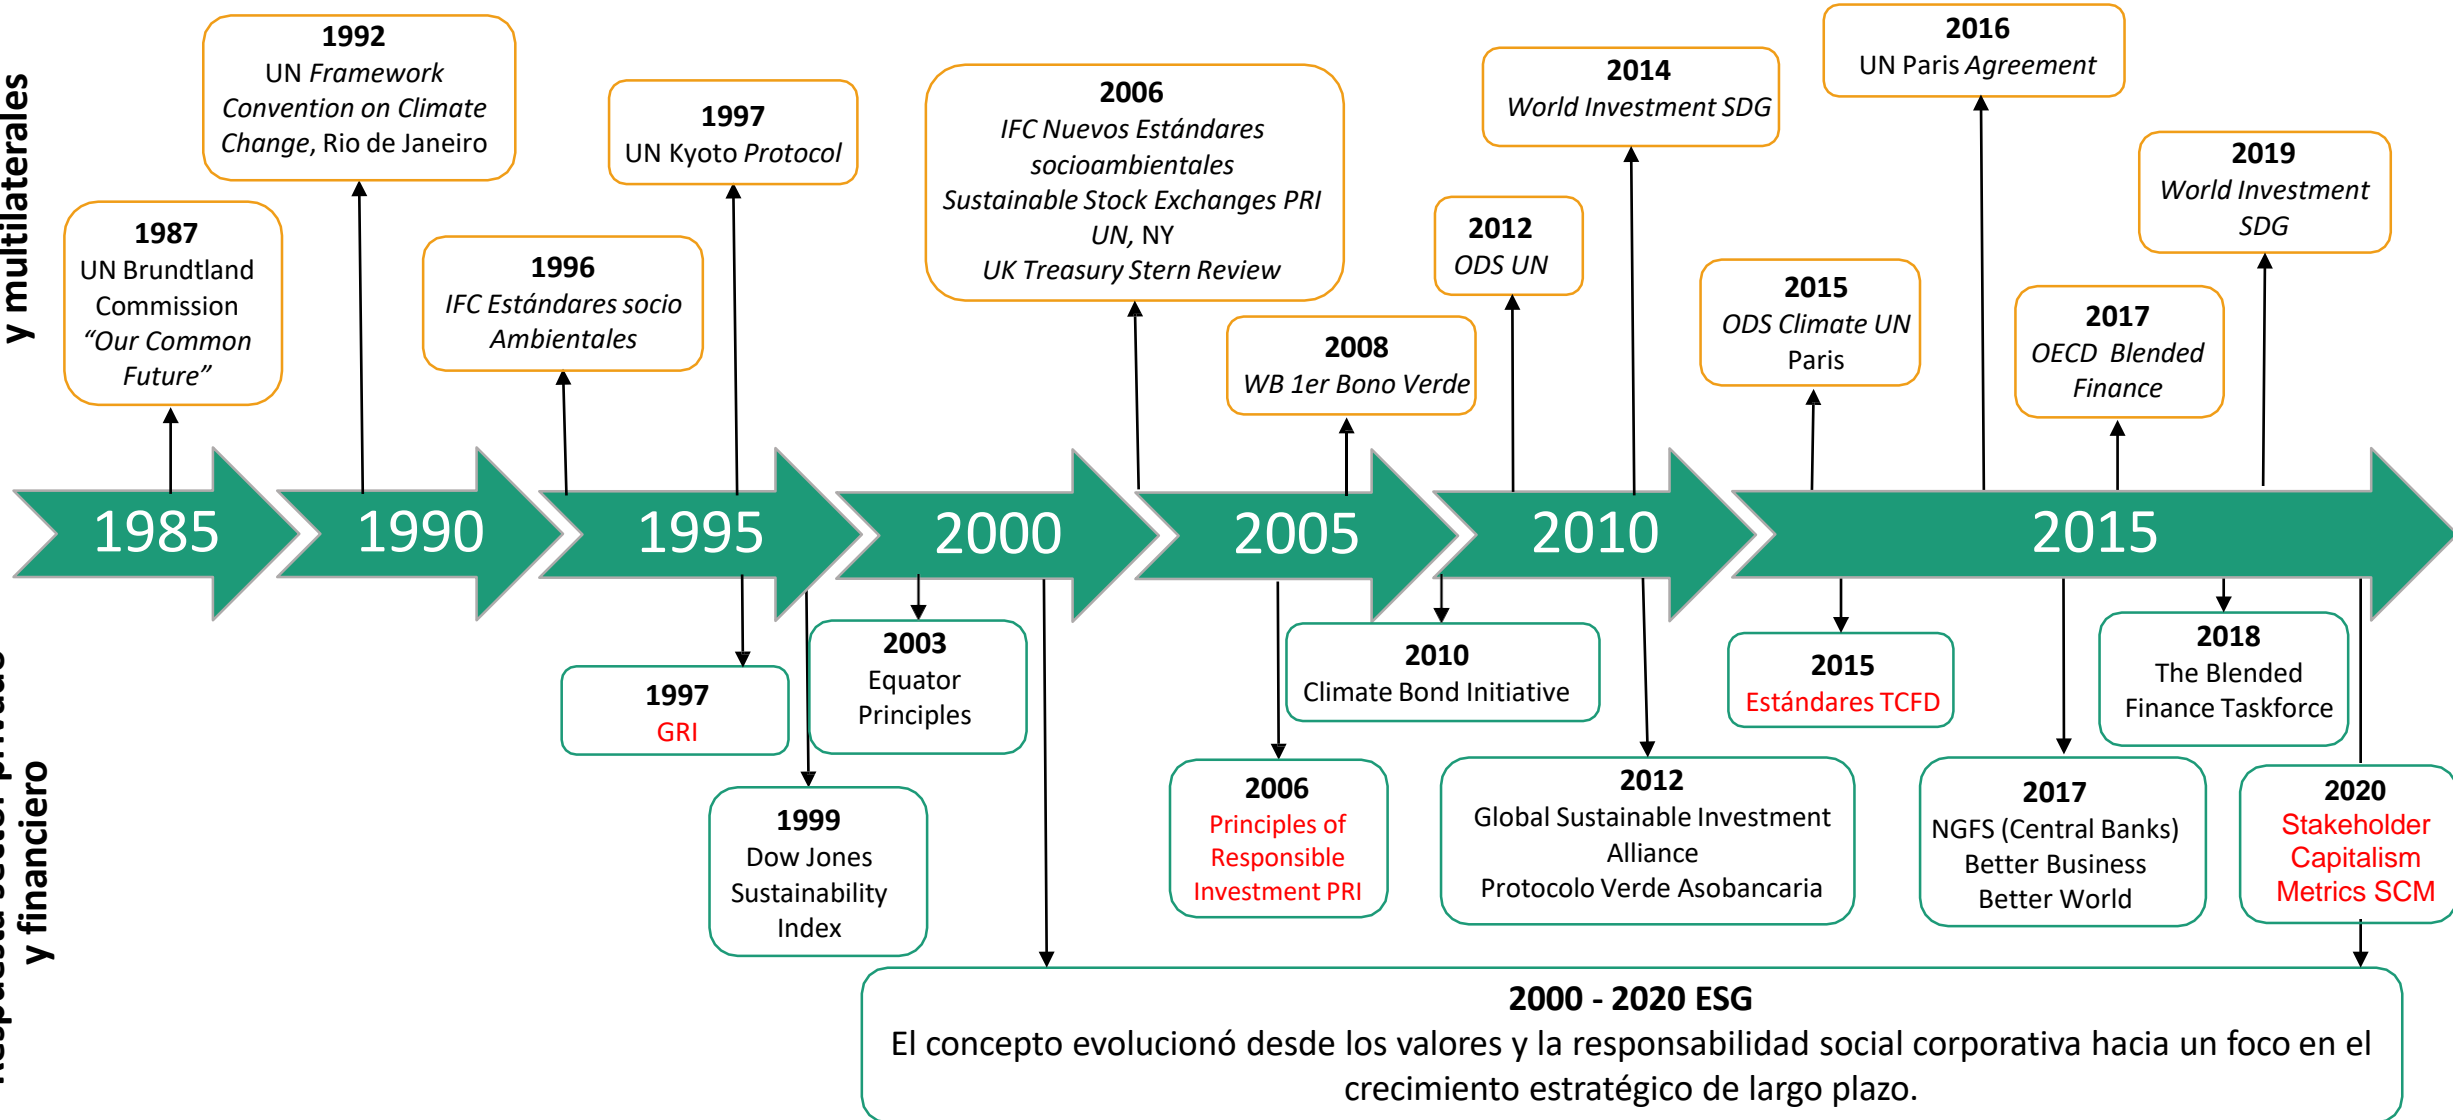 y multilaterales
1987
UN Brundtland
Commission
“Our Common
Future”
1992
UN Framework
Convention on Climate
Change, Rio de Janeiro
1996
IFC Estándares socio
Ambientales
1997
UN Kyoto Protocol
2006
IFC Nuevos Estándares
socioambientales
Sustainable Stock Exchanges PRI
UN, NY
UK Treasury Stern Review
2008
WB 1er Bono Verde
2012
ODS UN
2014
World Investment SDG
2015
ODS Climate UN
Paris
2016
UN Paris Agreement
2017
OECD Blended
Finance
2019
World Investment
SDG
1985
1990
1995
2000
2005
2010
2015
sector
y financiero
1997
GRI
1999
Dow Jones
Sustainability
Index
2003
Equator
Principles
2006
Principles of
Responsible
Investment PRI
2010
Climate Bond Initiative
2012
Global Sustainable Investment
Alliance
Protocolo Verde Asobancaria
2015
Estándares TCFD
2017
NGFS (Central Banks)
Better Business
Better World
2018
The Blended
Finance Taskforce
2020
Stakeholder
Capitalism
Metrics SCM
2000 - 2020 ESG
El concepto evolucionó desde los valores y la responsabilidad social corporativa hacia un foco en el
crecimiento estratégico de largo plazo.